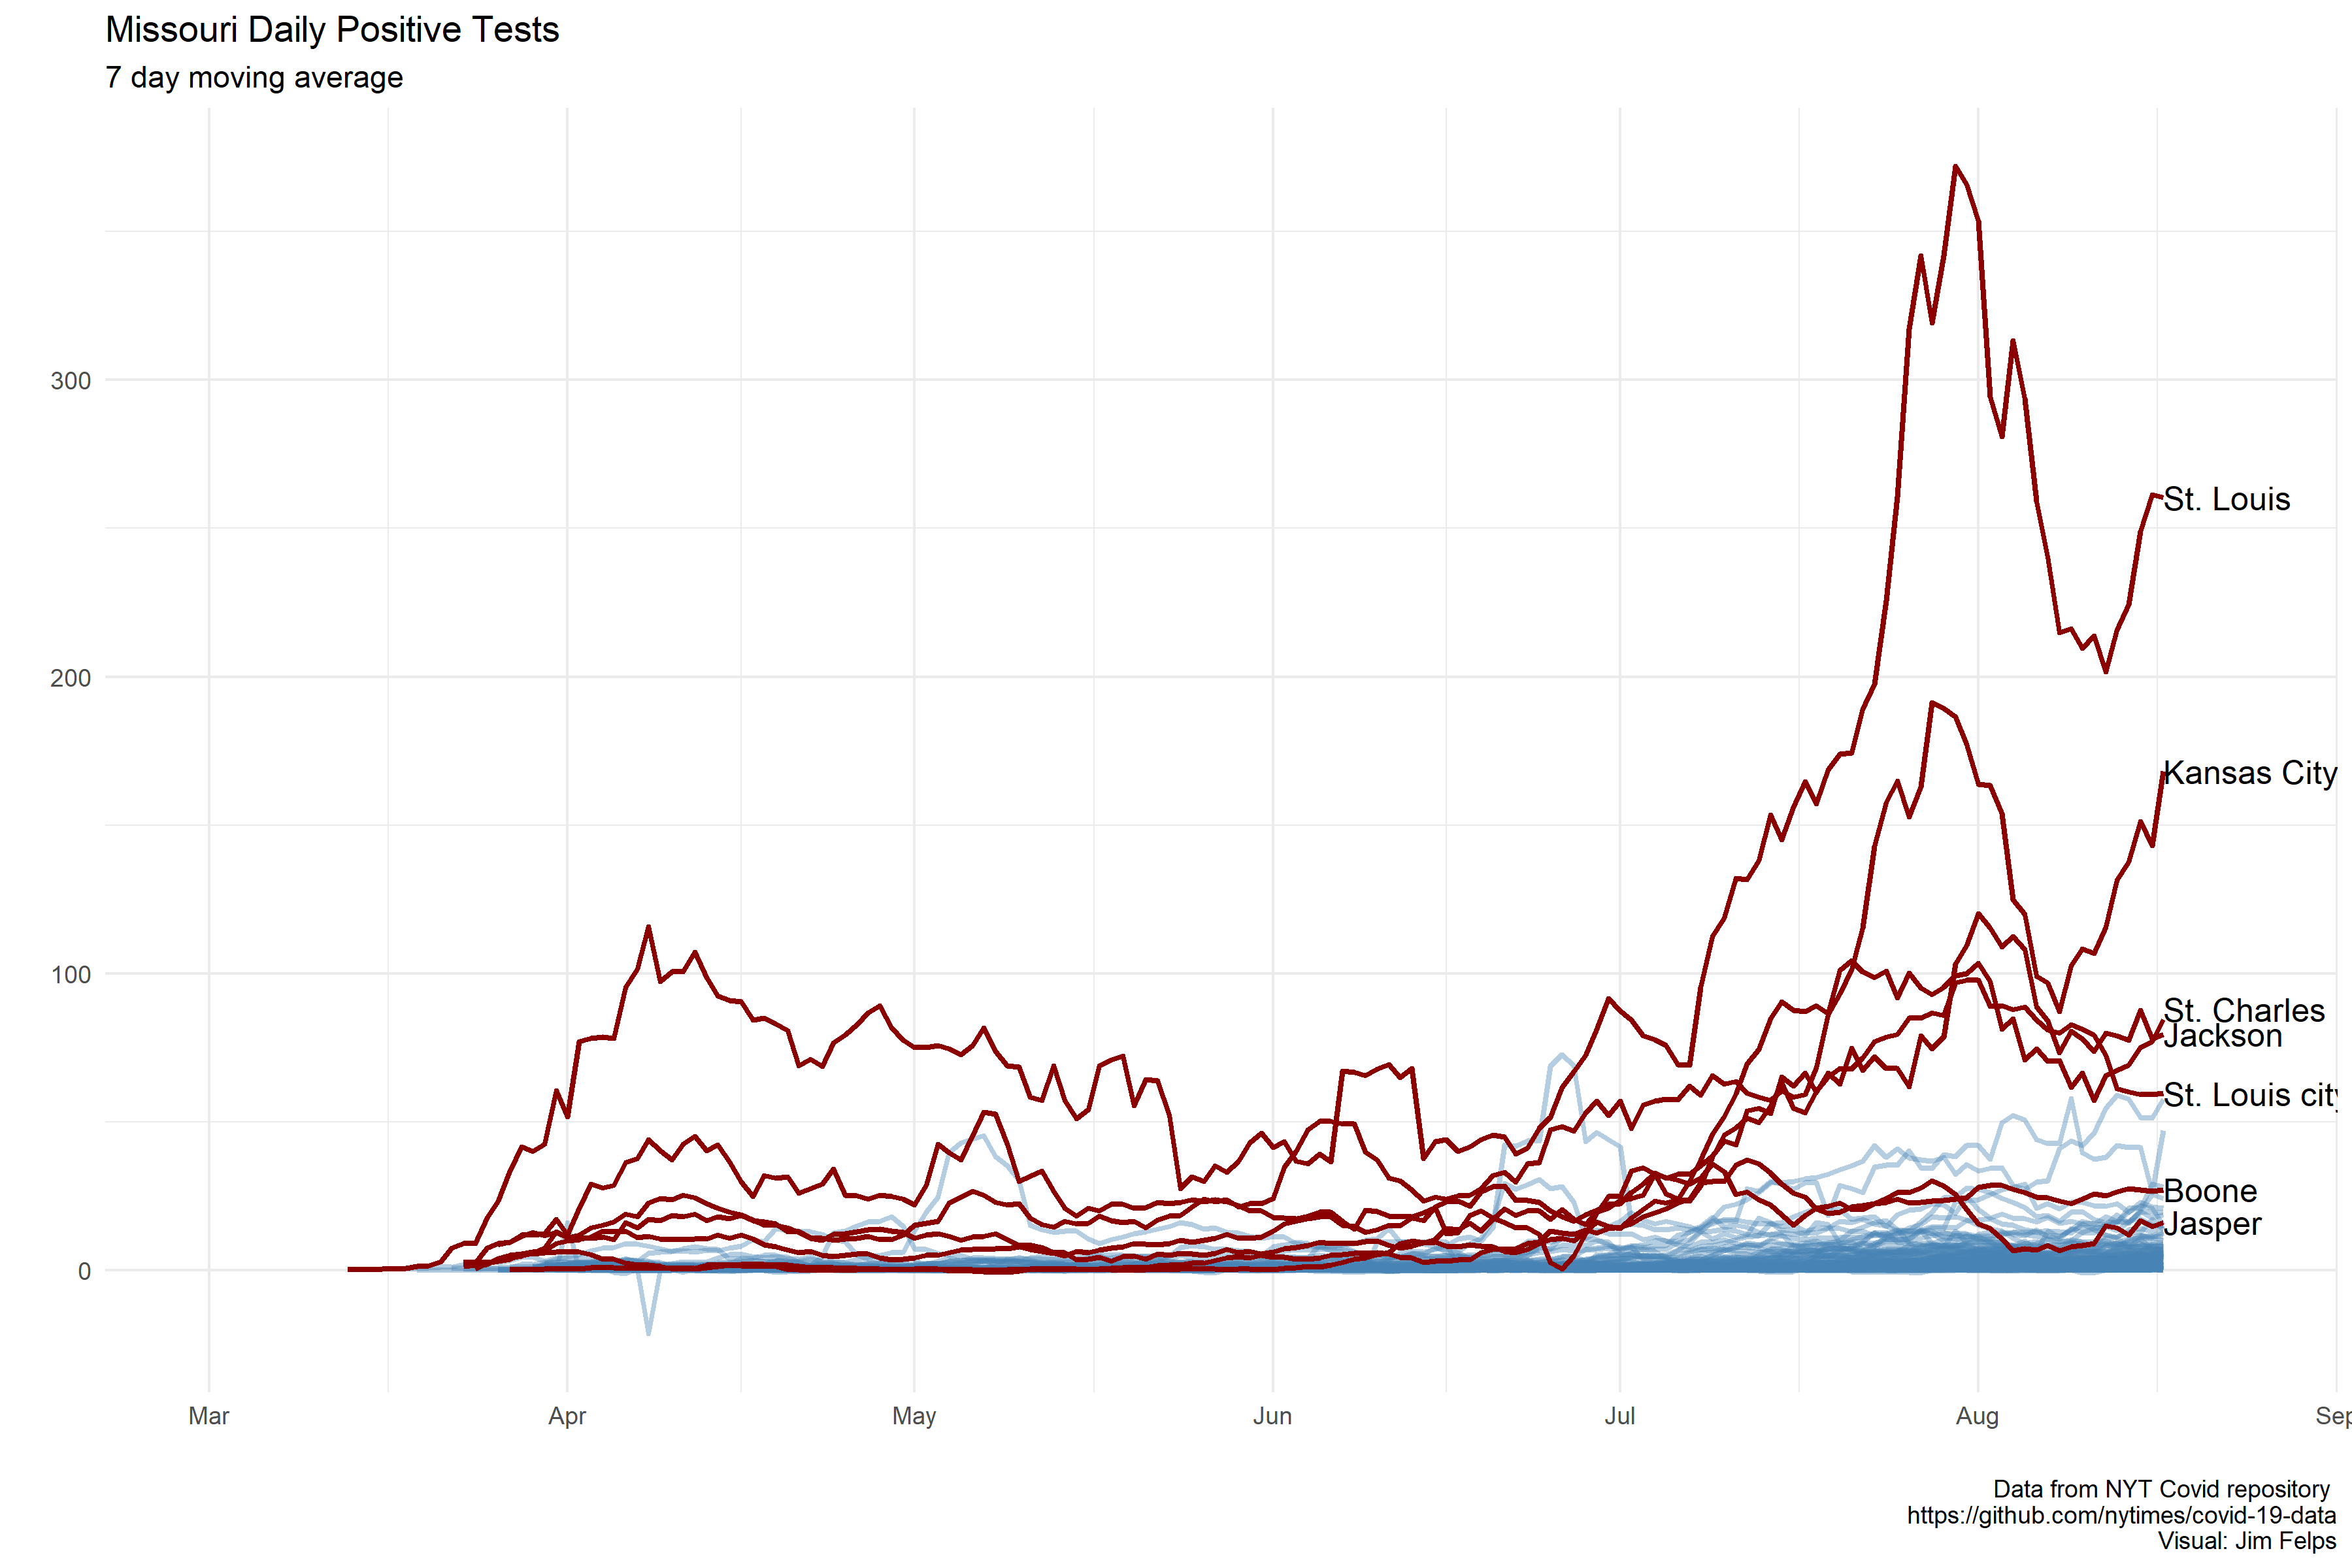 Missouri Daily Positive Tests
7 day moving average
300
200
100
0
St. Louis
Kansas City
St. Charles
Jackson
St. Louis city
Boone
Jasper
Mar
Apr
May
Jun
Jul
Aug
Sep
Data from NYT Covid repository
https://github.com/nytimes/covid-19-data
Visual: Jim Felps